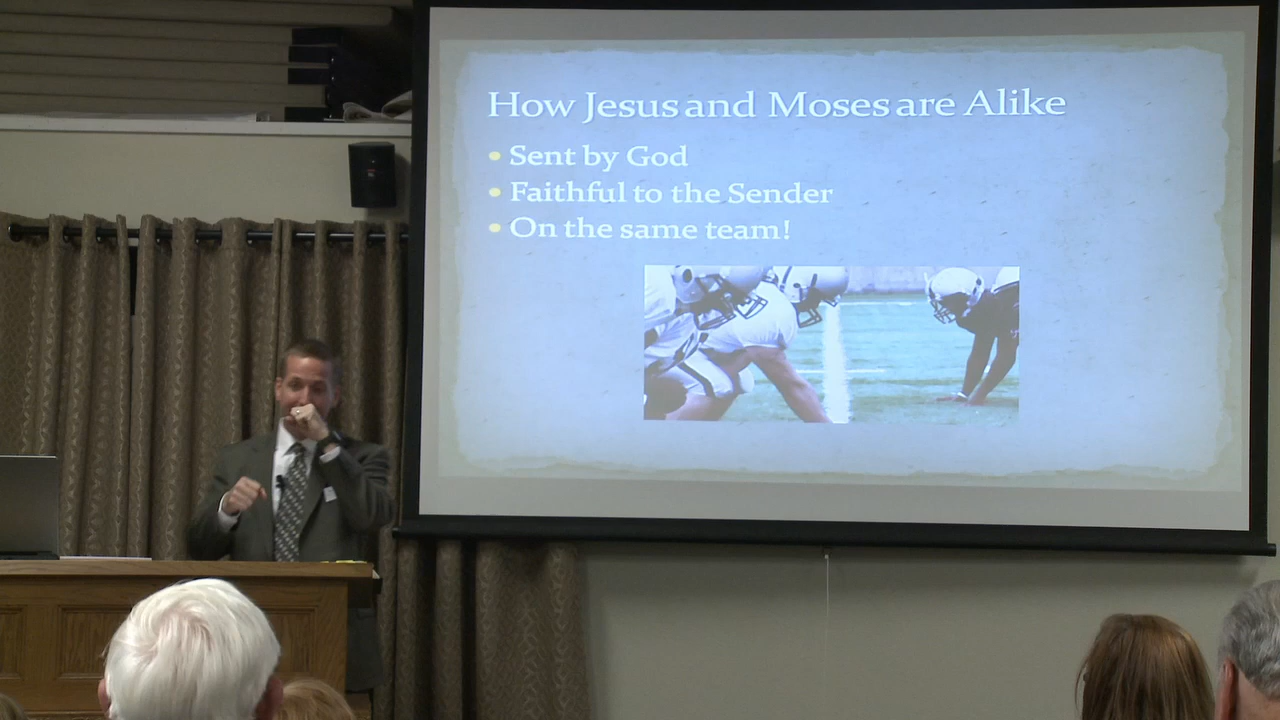 How Jesus and Moses are Alike
• Sent by God
• Faithful to the Sender
• On the same team!